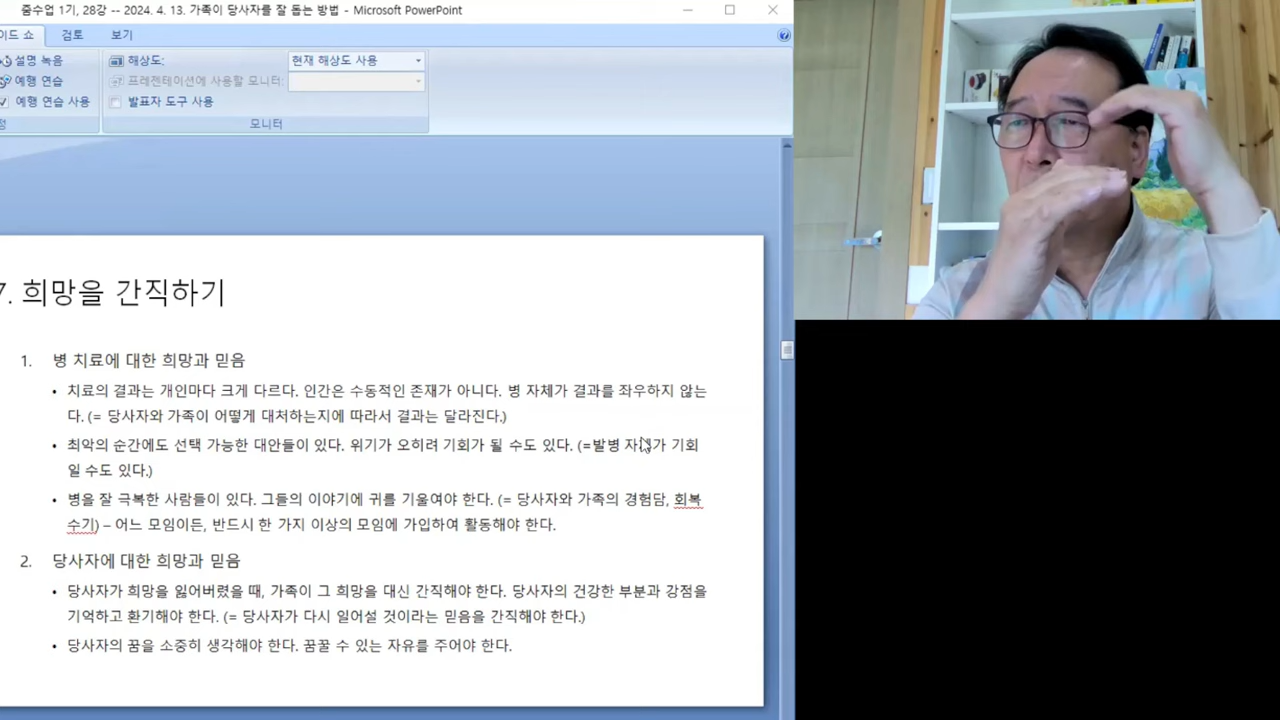 줌수업 1기, 28강 -- 2024. 4. 13. 가족이 당사자를 잘 돕는 방법 - Microsoft PowerPoint
이드 쇼 검토 보기
설명 녹음
예행 연습
예행 연습 사용
정
해상도: 현재 해상도 사용
프레젠테이션에 사용할 모니터:
발표자 도구 사용
모니터
7. 희망을 간직하기
1. 병 치료에 대한 희망과 믿음
• 치료의 결과는 개인마다 크게 다르다. 인간은 수동적인 존재가 아니다. 병 자체가 결과를 좌우하지 않는
다. (= 당사자와 가족이 어떻게 대처하는지에 따라서 결과는 달라진다.)
• 최악의 순간에도 선택 가능한 대안들이 있다. 위기가 오히려 기회가 될 수도 있다. (=발병 자체가 기회
일 수도 있다.)
• 병을 잘 극복한 사람들이 있다. 그들의 이야기에 귀를 기울여야 한다. (= 당사자와 가족의 경험담, 회복
수기) – 어느 모임이든, 반드시 한 가지 이상의 모임에 가입하여 활동해야 한다.
2. 당사자에 대한 희망과 믿음
• 당사자가 희망을 잃어버렸을 때, 가족이 그 희망을 대신 간직해야 한다. 당사자의 건강한 부분과 강점을
기억하고 환기해야 한다. (= 당사자가 다시 일어설 것이라는 믿음을 간직해야 한다.)
• 당사자의 꿈을 소중히 생각해야 한다. 꿈꿀 수 있는 자유를 주어야 한다.